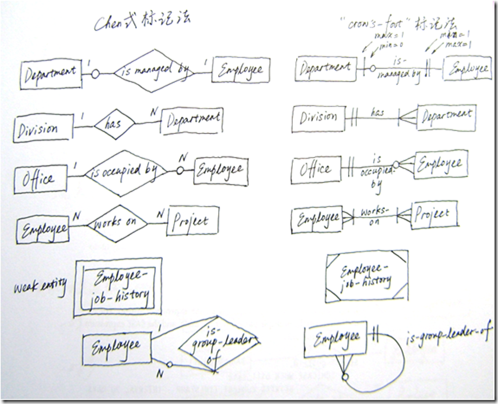 Chen式标记法
"crow's-foot"标记法
max=1
min=0
max=1
Department 1 is managed by 1 Employee
Department is-managed.by Employee
Division 1 has N Department
Division has Department
Office 1 is occupied by N Employee
Office is occupied. by Employee
Employee N works on N Project
Employee works-on Project
weak entity
Employee-
job-history
Employee-
job-history
Employee 1 N is-group-leader-of
Employee is-group-leader-of